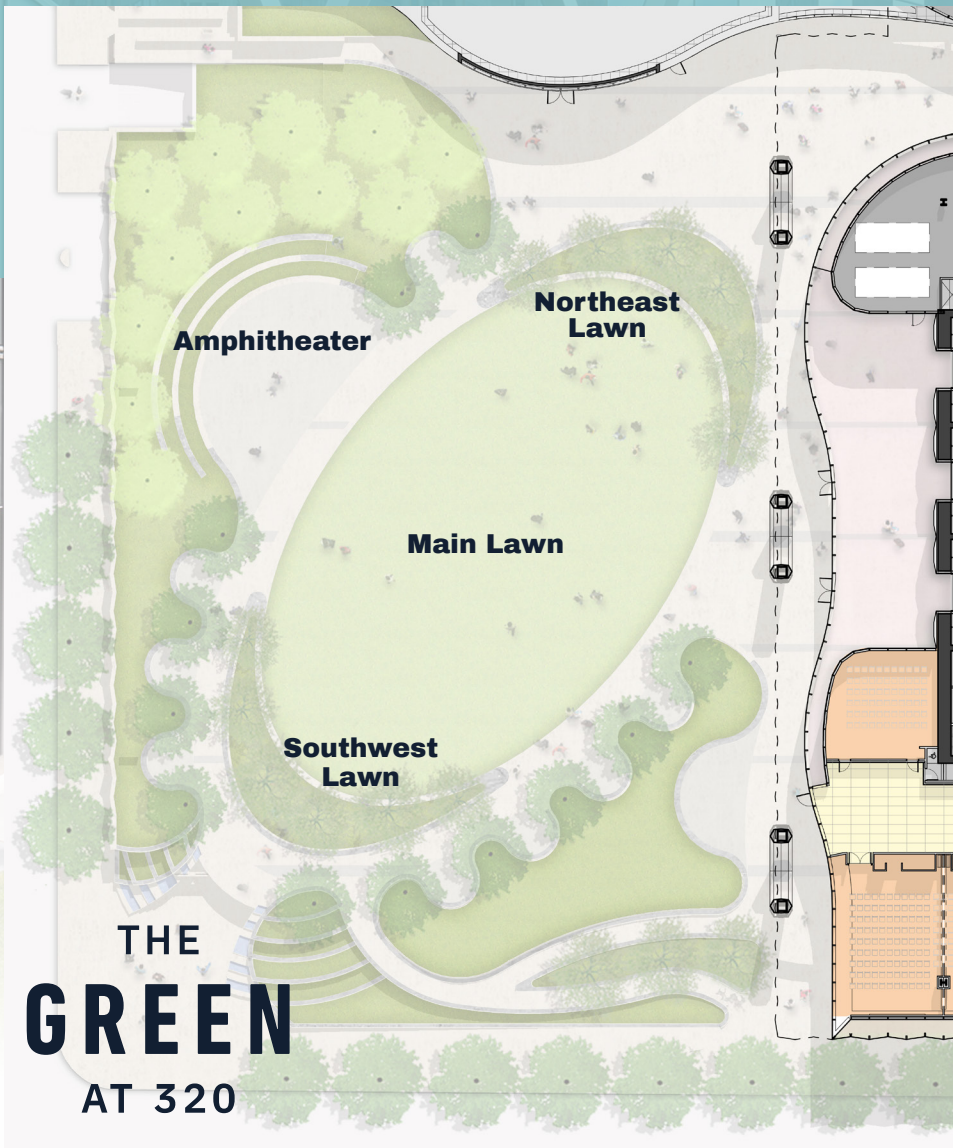 Northeast
Lawn
Amphitheater
Main Lawn
Southwest
Lawn
THE
GREEN
AT 320